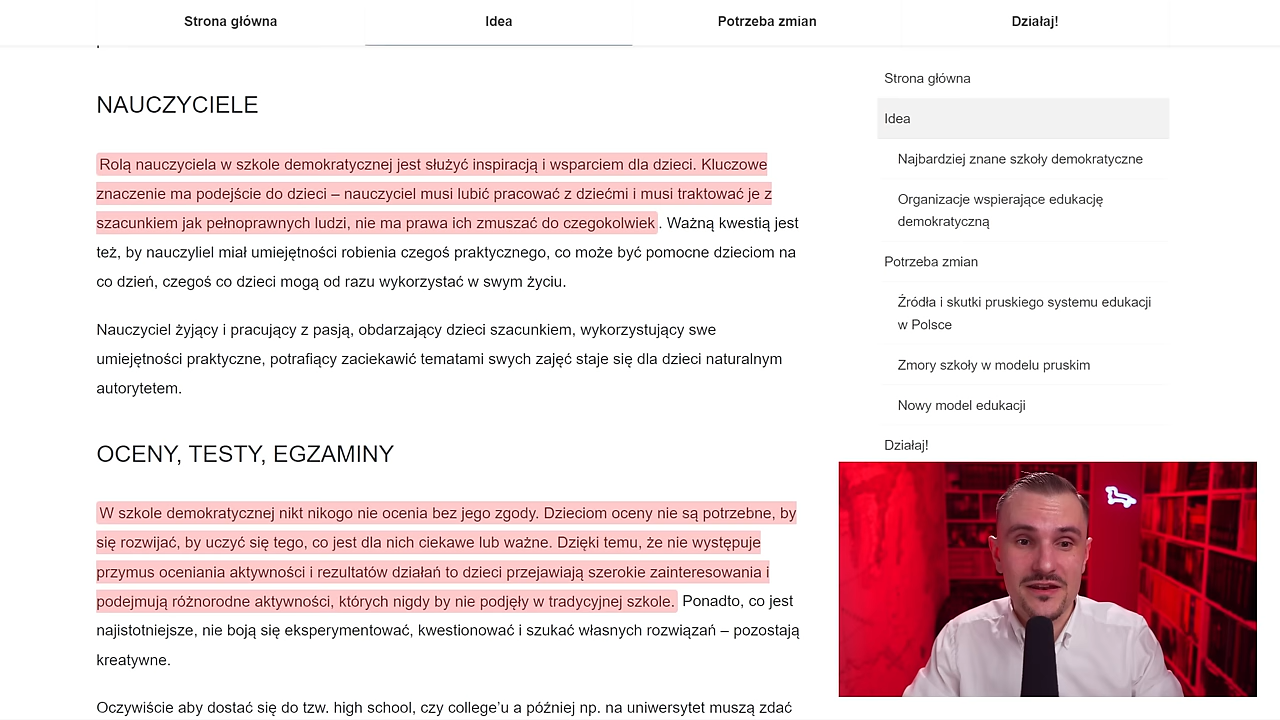 Strona główna
Idea
Potrzeba zmian
Działaj!
NAUCZYCIELE
Rolą nauczyciela w szkole demokratycznej jest służyć inspiracją i wsparciem dla dzieci. Kluczowe
znaczenie ma podejście do dzieci – nauczyciel musi lubić pracować z dziećmi i musi traktować je z
szacunkiem jak pełnoprawnych ludzi, nie ma prawa ich zmuszać do czegokolwiek. Ważną kwestią jest
też, by nauczyliel miał umiejętności robienia czegoś praktycznego, co może być pomocne dzieciom na
co dzień, czegoś co dzieci mogą od razu wykorzystać w swym życiu.
Nauczyciel żyjący i pracujący z pasją, obdarzający dzieci szacunkiem, wykorzystujący swe
umiejętności praktyczne, potrafiący zaciekawić tematami swych zajęć staje się dla dzieci naturalnym
autorytetem.
OCENY, TESTY, EGZAMINY
W szkole demokratycznej nikt nikogo nie ocenia bez jego zgody. Dzieciom oceny nie są potrzebne, by
się rozwijać, by uczyć się tego, co jest dla nich ciekawe lub ważne. Dzięki temu, że nie występuje
przymus oceniania aktywności i rezultatów działań to dzieci przejawiają szerokie zainteresowania i
podejmują różnorodne aktywności, których nigdy by nie podjęły w tradycyjnej szkole. Ponadto, co jest
najistotniejsze, nie boją się eksperymentować, kwestionować i szukać własnych rozwiązań – pozostają
kreatywne.
Oczywiście aby dostać się do tzw. high school, czy college’u a później np. na uniwersytet muszą zdać
Strona główna
Idea
Najbardziej znane szkoły demokratyczne
Organizacje wspierające edukację
demokratyczną
Potrzeba zmian
Źródła i skutki pruskiego systemu edukacji
w Polsce
Zmory szkoły w modelu pruskim
Nowy model edukacji
Działaj!